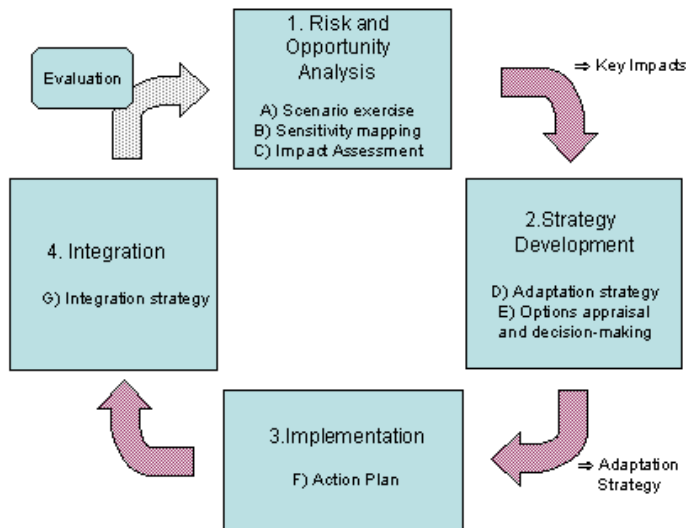 1. Risk and
Opportunity
Analysis
A) Scenario exercise
B) Sensitivity mapping
C) Impact Assessment
Evaluation
⇒ Key Impacts
2.Strategy
Development
D) Adaptation strategy
E) Options appraisal
and decision-making
4. Integration
G) Integration strategy
3.Implementation
F) Action Plan
⇒ Adaptation
Strategy